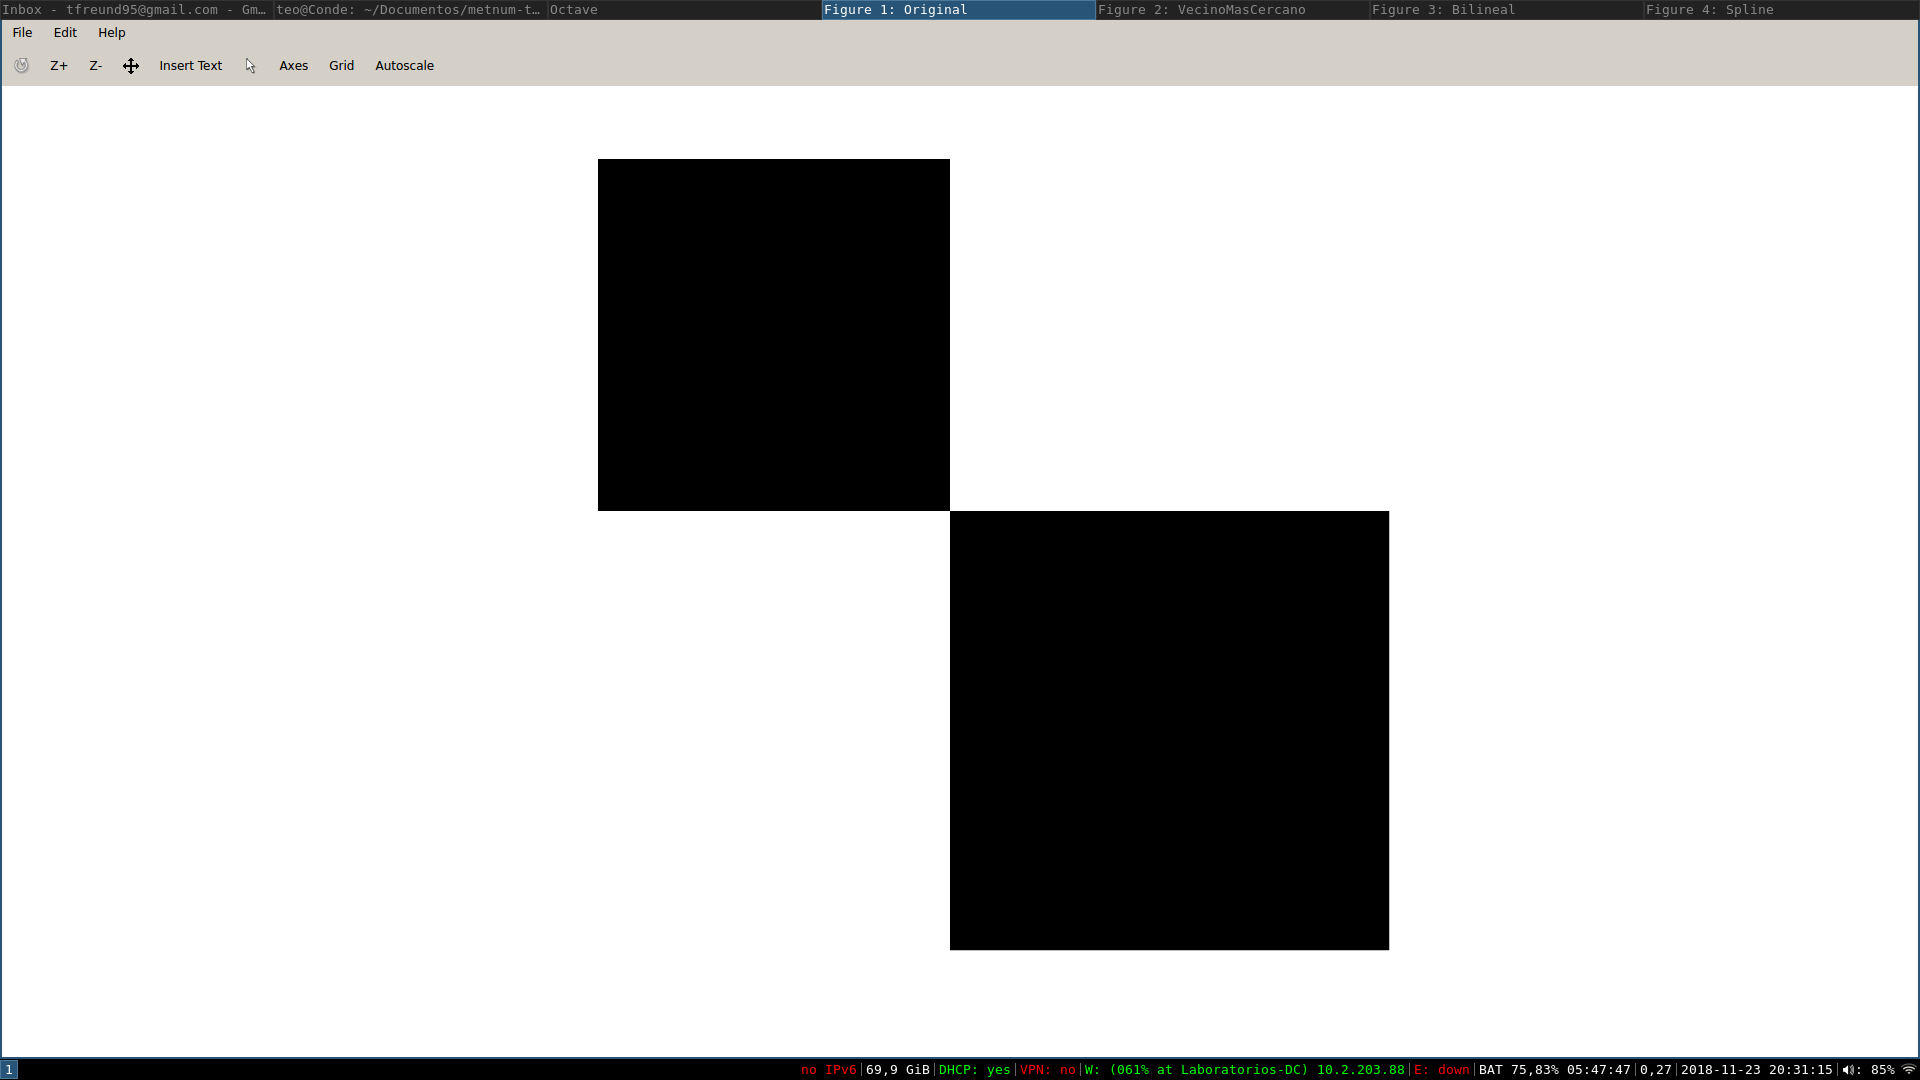 Inbox - tfreund95@gmail.com - Gm… teo@Conde: ~/Documentos/metnum-t… Octave Figure 1: Original Figure 2: VecinoMasCercano Figure 3: Bilineal Figure 4: Spline
File Edit Help
Z+ Z- Insert Text Axes Grid Autoscale
1 no IPv6|69,9 GiB|DHCP: yes|VPN: no|W: (061% at Laboratorios-DC) 10.2.203.88|E: down|BAT 75,83% 05:47:47|0,27|2018-11-23 20:31:15|: 85%